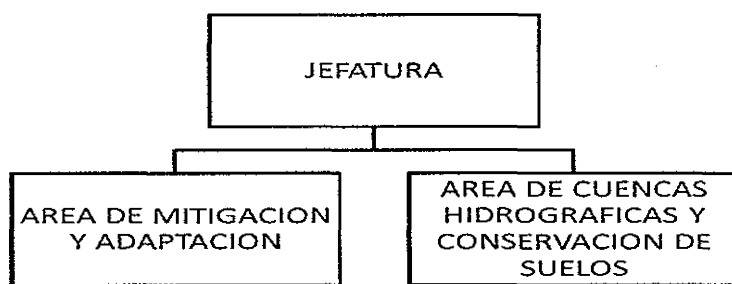 JEFATURA
AREA DE MITIGACION
Y ADAPTACION
AREA DE CUENCAS
HIDROGRAFICAS Y
CONSERVACION DE
SUELOS